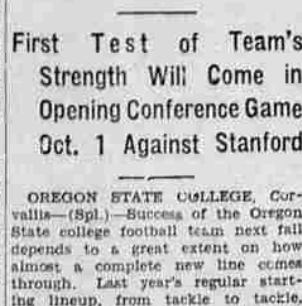 First Test of Team's
Strength Will Come in
Opening Conference Game
Oct. 1 Against Stanford
OREGON STATE COLLEGE, Cor-
vallis—(Spl.)—Success of the Oregon
State college football team next fall
depends to a great extent on how
almost a complete new line comes
through. Last year's regular start-
ing lineup, from tackle to tackle